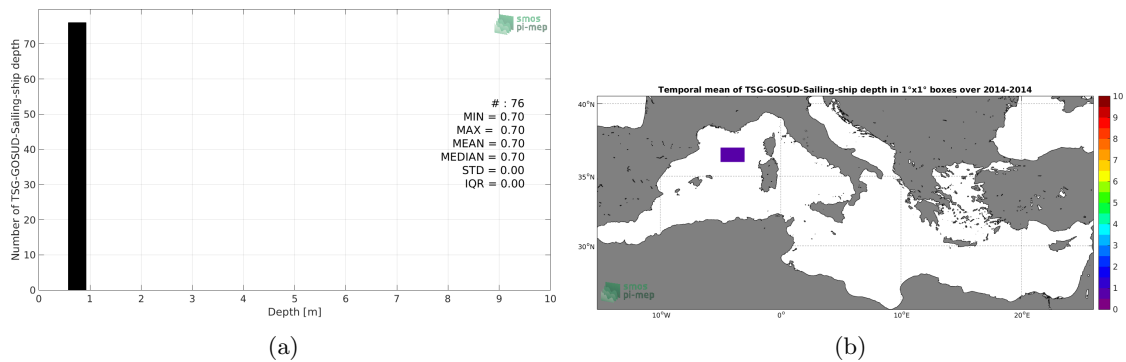 smos
pi-mep
70
60
50
40
30
20
10
0
Number of TSG-GOSUD-Sailing-ship depth
# : 76
MIN = 0.70
MAX = 0.70
MEAN = 0.70
MEDIAN = 0.70
STD = 0.00
IQR = 0.00
0 1 2 3 4 5 6 7 8 9 10
Depth [m]
(a)
Temporal mean of TSG-GOSUD-Sailing-ship depth in 1°x1° boxes over 2014-2014
40°N
35°N
30°N
10°W 0° 10°E 20°E
smos
pi-mep
10
9
8
7
6
5
4
3
2
1
0
(b)